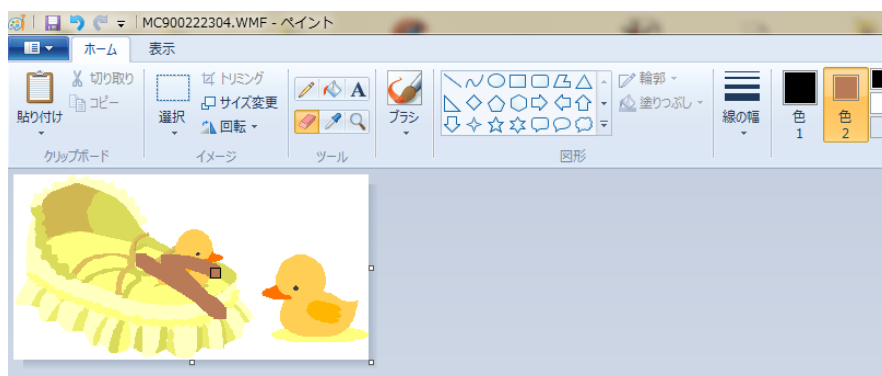 MC900222304.WMF - ペイント
ホーム 表示
貼り付け
切り取り
コピー
クリップボード
選択
トリミング
サイズ変更
回転
イメージ
A
ツール
ブラシ
図形
輪郭
塗りつぶし
線の幅
色
1
色
2